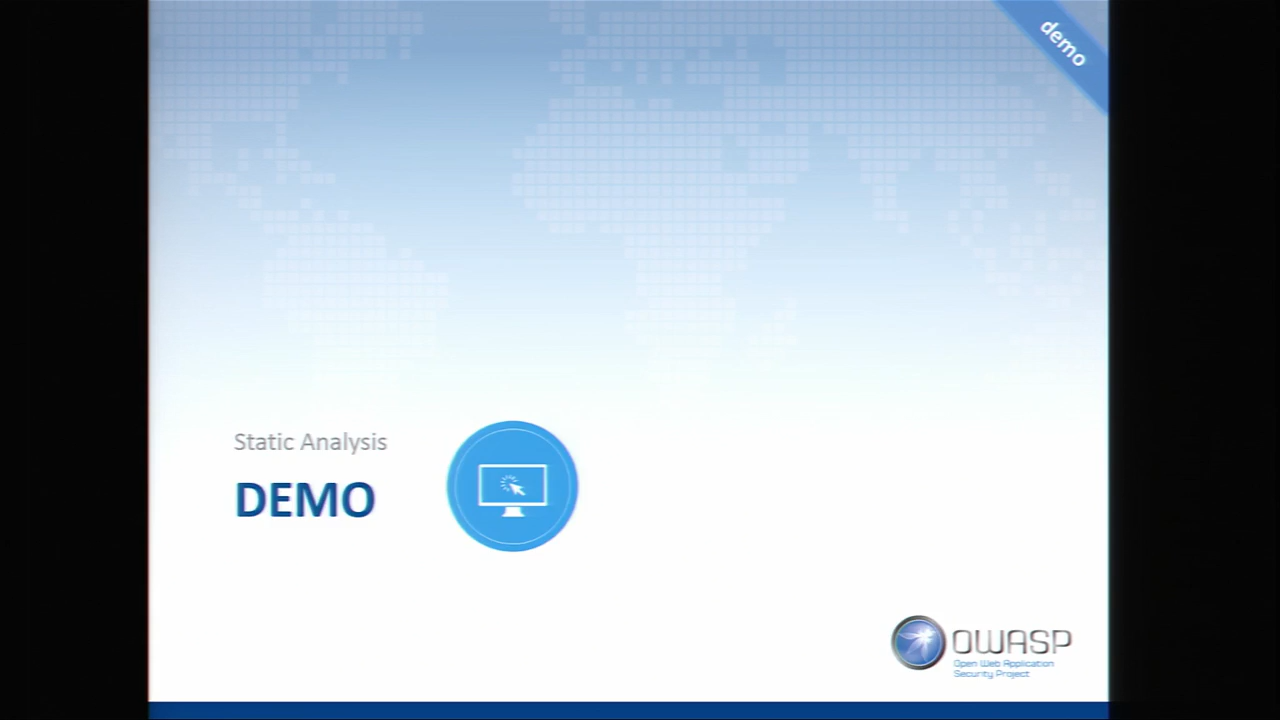 demo
Static Analysis
DEMO
OWASP
Open Web Application
Security Project